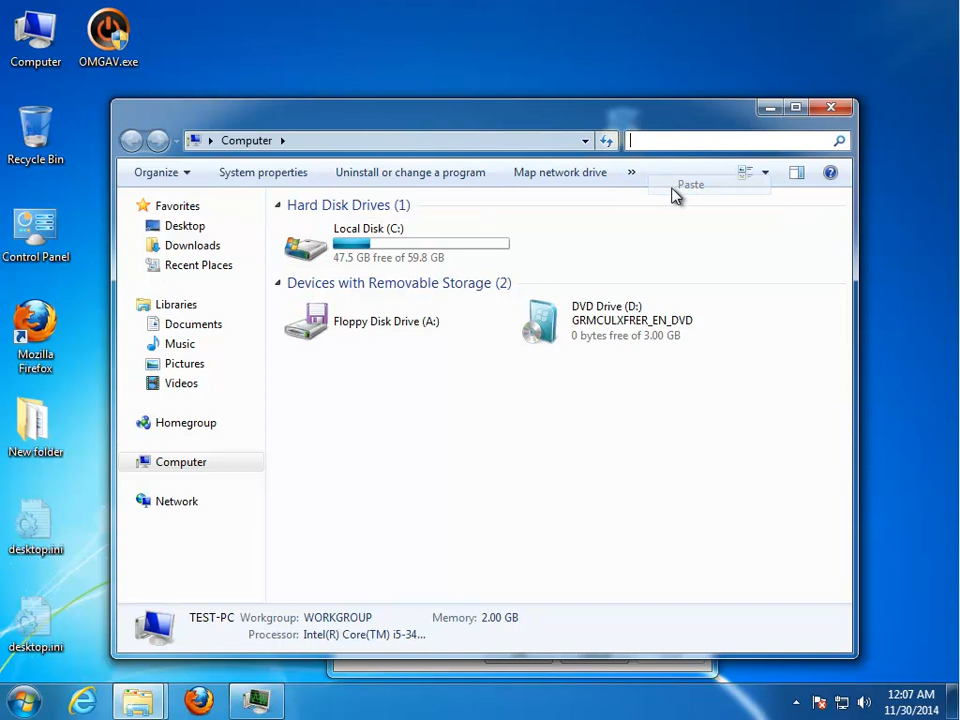 Computer
OMGAV.exe
Recycle Bin
Control Panel
Mozilla
Firefox
New folder
desktop.ini
desktop.ini
Computer
Organize
System properties
Uninstall or change a program
Map network drive
»
Paste
Favorites
Desktop
Downloads
Recent Places
Libraries
Documents
Music
Pictures
Videos
Homegroup
Computer
Network
Hard Disk Drives (1)
Local Disk (C:)
47.5 GB free of 59.8 GB
Devices with Removable Storage (2)
Floppy Disk Drive (A:)
DVD Drive (D:)
GRMCULXFRER_EN_DVD
0 bytes free of 3.00 GB
TEST-PC Workgroup: WORKGROUP Memory: 2.00 GB
Processor: Intel(R) Core(TM) i5-34...
12:07 AM
11/30/2014